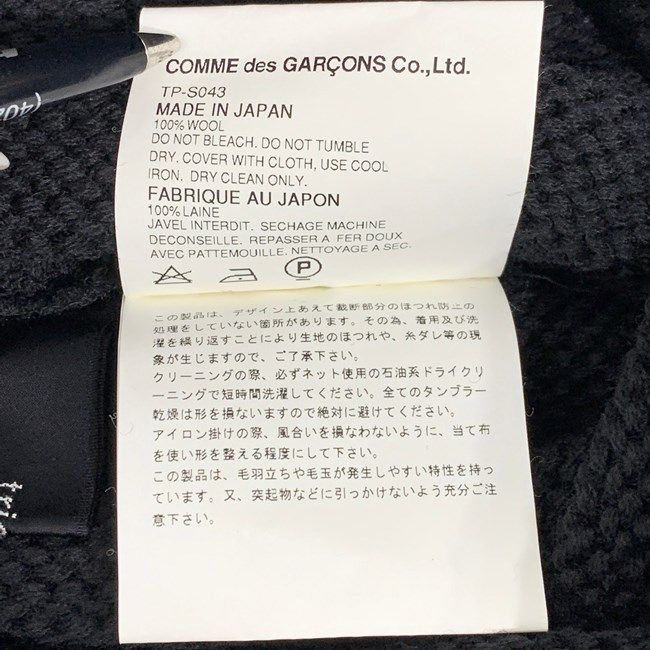 COMME des GARÇONS Co.,Ltd.
TP-S043
MADE IN JAPAN
100% WOOL
DO NOT BLEACH. DO NOT TUMBLE
DRY. COVER WITH CLOTH, USE COOL
IRON. DRY CLEAN ONLY.
FABRIQUE AU JAPON
100% LAINE
JAVEL INTERDIT. SECHAGE MACHINE
DECONSEILLE. REPASSER A FER DOUX
AVEC PATTEMOUILLE. NETTOYAGE A SEC.
P
この製品は、デザイン上あえて裁断部分のほつれ防止の
処理をしていない箇所があります。その為、着用及び洗
濯を繰り返すことにより生地のほつれや、糸ダレ等の現
象が生じますので、ご了承下さい。
クリーニングの際、必ずネット使用の石油系ドライクリ
ーニングで短時間洗濯してください。全てのタンブラー
乾燥は形を損ないますので絶対に避けてください。
アイロン掛けの際、風合いを損なわないように、当て布
を使い形を整える程度にして下さい。
この製品は、毛羽立ちや毛玉が発生しやすい特性を持っ
ています。又、突起物などに引っかけないよう充分ご注
意下さい。
tric